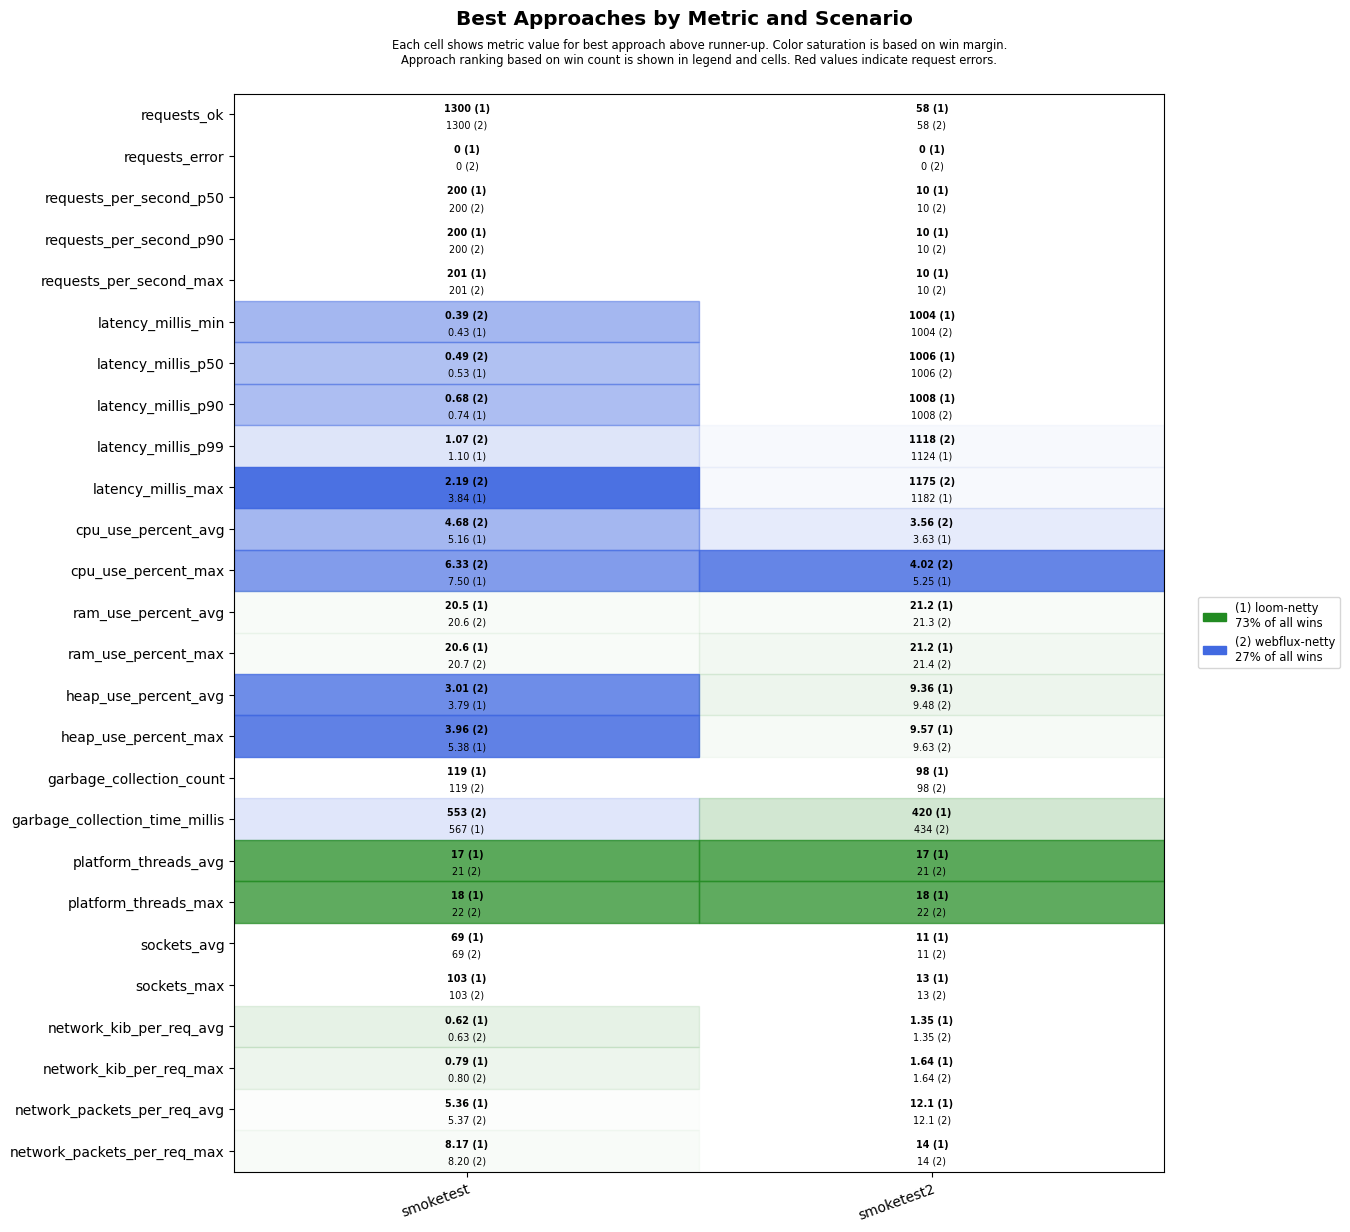 Best Approaches by Metric and Scenario
Each cell shows metric value for best approach above runner-up. Color saturation is based on win margin.
Approach ranking based on win count is shown in legend and cells. Red values indicate request errors.
requests_ok
1300 (1)
1300 (2)
58 (1)
58 (2)
requests_error
0 (1)
0 (2)
0 (1)
0 (2)
requests_per_second_p50
200 (1)
200 (2)
10 (1)
10 (2)
requests_per_second_p90
200 (1)
200 (2)
10 (1)
10 (2)
requests_per_second_max
201 (1)
201 (2)
10 (1)
10 (2)
latency_millis_min
0.39 (2)
0.43 (1)
1004 (1)
1004 (2)
latency_millis_p50
0.49 (2)
0.53 (1)
1006 (1)
1006 (2)
latency_millis_p90
0.68 (2)
0.74 (1)
1008 (1)
1008 (2)
latency_millis_p99
1.07 (2)
1.10 (1)
1118 (2)
1124 (1)
latency_millis_max
2.19 (2)
3.84 (1)
1175 (2)
1182 (1)
cpu_use_percent_avg
4.68 (2)
5.16 (1)
3.56 (2)
3.63 (1)
cpu_use_percent_max
6.33 (2)
7.50 (1)
4.02 (2)
5.25 (1)
ram_use_percent_avg
20.5 (1)
20.6 (2)
21.2 (1)
21.3 (2)
ram_use_percent_max
20.6 (1)
20.7 (2)
21.2 (1)
21.4 (2)
heap_use_percent_avg
3.01 (2)
3.79 (1)
9.36 (1)
9.48 (2)
heap_use_percent_max
3.96 (2)
5.38 (1)
9.57 (1)
9.63 (2)
garbage_collection_count
119 (1)
119 (2)
98 (1)
98 (2)
garbage_collection_time_millis
553 (2)
567 (1)
420 (1)
434 (2)
platform_threads_avg
17 (1)
21 (2)
17 (1)
21 (2)
platform_threads_max
18 (1)
22 (2)
18 (1)
22 (2)
sockets_avg
69 (1)
69 (2)
11 (1)
11 (2)
sockets_max
103 (1)
103 (2)
13 (1)
13 (2)
network_kib_per_req_avg
0.62 (1)
0.63 (2)
1.35 (1)
1.35 (2)
network_kib_per_req_max
0.79 (1)
0.80 (2)
1.64 (1)
1.64 (2)
network_packets_per_req_avg
5.36 (1)
5.37 (2)
12.1 (1)
12.1 (2)
network_packets_per_req_max
8.17 (1)
8.20 (2)
14 (1)
14 (2)
smoketest
smoketest2
(1) loom-netty
73% of all wins
(2) webflux-netty
27% of all wins